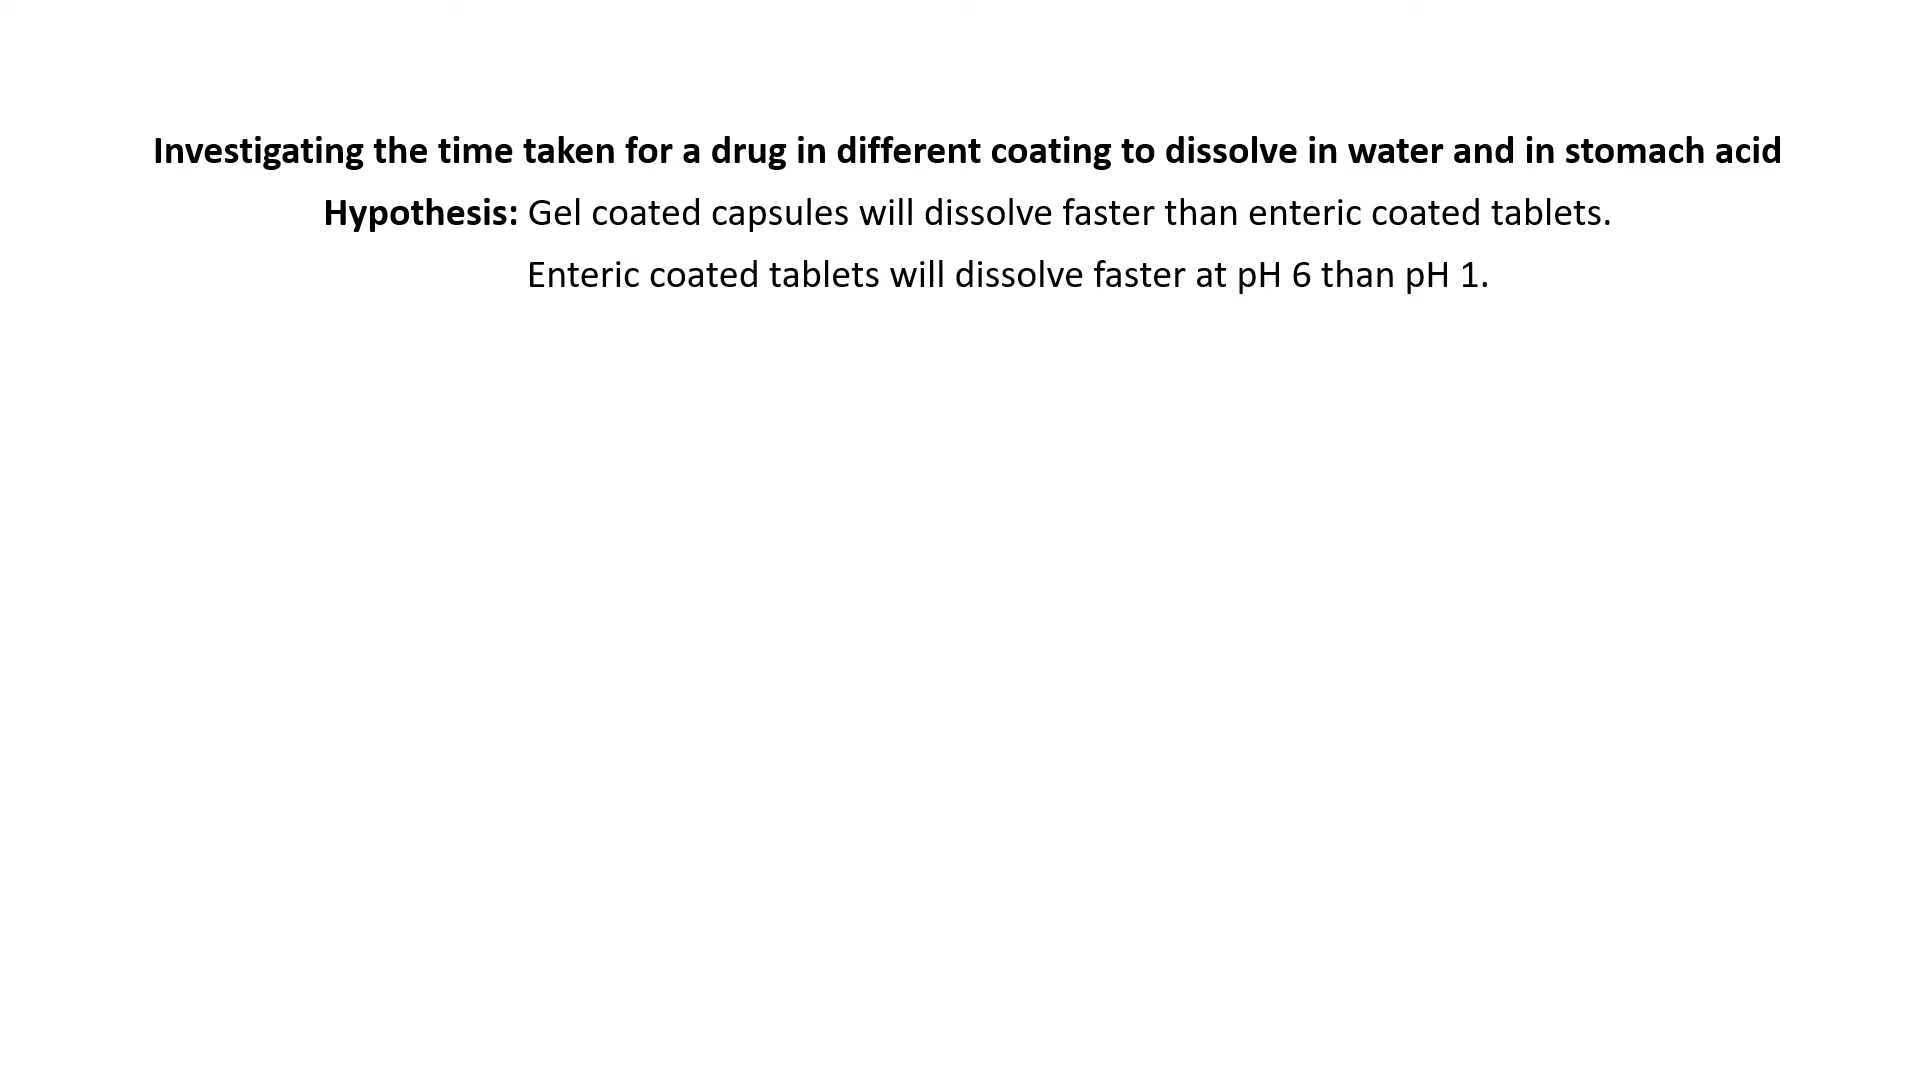 Investigating the time taken for a drug in different coating to dissolve in water and in stomach acid
Hypothesis: Gel coated capsules will dissolve faster than enteric coated tablets.
Enteric coated tablets will dissolve faster at pH 6 than pH 1.